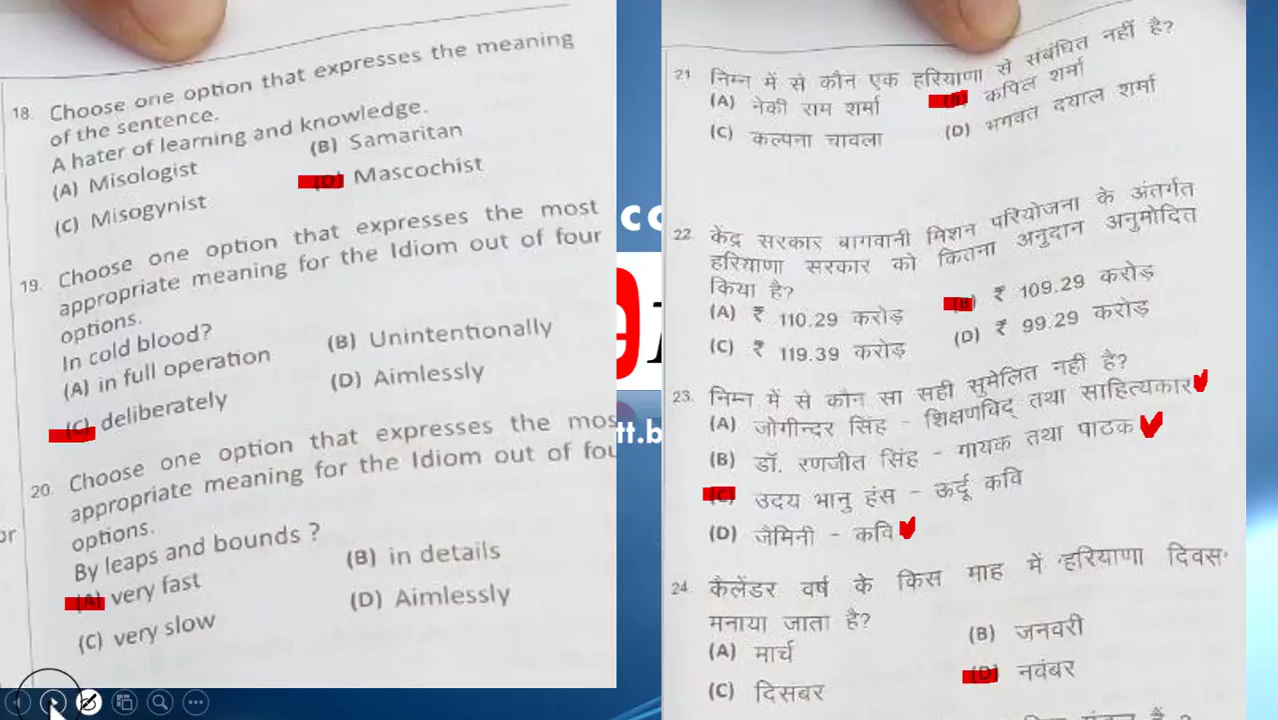 18. Choose one option that expresses the meaning
of the sentence.
A hater of learning and knowledge.
(A) Misologist (B) Samaritan
(C) Misogynist (D) Mascochist
19. Choose one option that expresses the most
appropriate meaning for the Idiom out of four
options.
In cold blood?
(A) in full operation (B) Unintentionally
(C) deliberately (D) Aimlessly
20. Choose one option that expresses the mos
appropriate meaning for the Idiom out of fou
options.
By leaps and bounds ?
(A) very fast (B) in details
(C) very slow (D) Aimlessly
or
co
e
tt.b
21 निम्न में से कौन एक हरियाणा से संबंधित नहीं है?
(A) नेकी राम शर्मा (B) कपिल शर्मा
(C) कल्पना चावला (D) भगवत दयाल शर्मा
22. केंद्र सरकार बागवानी मिशन परियोजना के अंतर्गत
हरियाणा सरकार को कितना अनुदान अनुमोदित
किया है?
(A) ₹ 110.29 करोड़ (B) ₹ 109.29 करोड़
(C) ₹ 119.39 करोड़ (D) ₹ 99.29 करोड़
23. निम्न में से कौन सा सही सुमेलित नहीं है?
(A) जोगीन्दर सिंह - शिक्षणविद् तथा साहित्यकार
(B) डॉ. रणजीत सिंह - गायक तथा पाठक
(C) उदय भानु हंस - ऊर्दू कवि
(D) जैमिनी - कवि
24. कैलेंडर वर्ष के किस माह में 'हरियाणा दिवस'
मनाया जाता है?
(A) मार्च (B) जनवरी
(C) दिसंबर (D) नवंबर